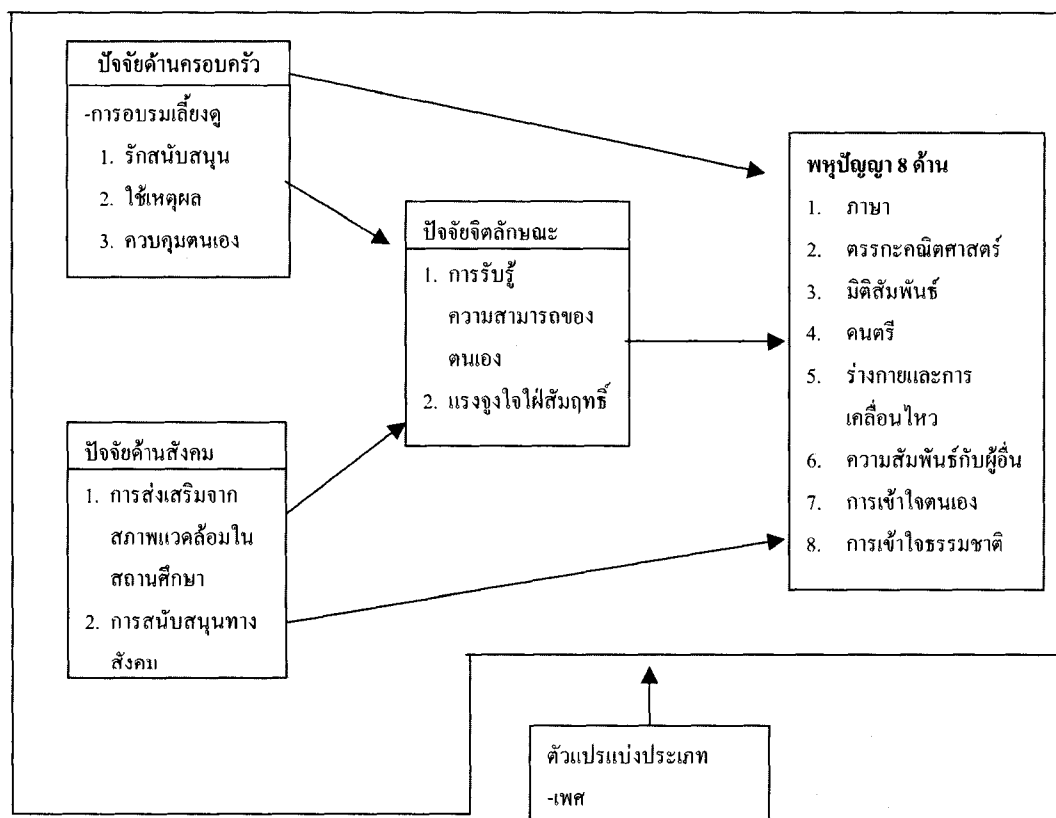 ปัจจัยด้านครอบครัว
-การอบรมเลี้ยงดู
1. รักสนับสนุน
2. ใช้เหตุผล
3. ควบคุมตนเอง
ปัจจัยด้านสังคม
1. การส่งเสริมจาก
สภาพแวดล้อมใน
สถานศึกษา
2. การสนับสนุนทาง
สังคม
ปัจจัยจิตลักษณะ
1. การรับรู้
ความสามารถของ
ตนเอง
2. แรงจูงใจใฝ่สัมฤทธิ์
พหุปัญญา 8 ด้าน
1. ภาษา
2. ตรรกะคณิตศาสตร์
3. มิติสัมพันธ์
4. คนตรี
5. ร่างกายและการ
เคลื่อนไหว
6. ความสัมพันธ์กับผู้อื่น
7. การเข้าใจตนเอง
8. การเข้าใจธรรมชาติ
ตัวแปรแบ่งประเภท
-เพศ